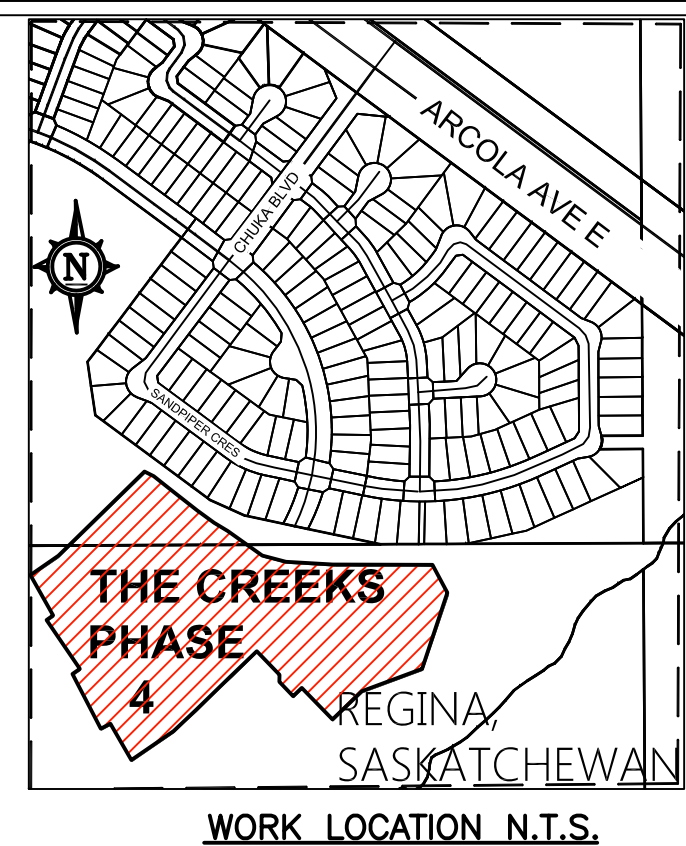 ARCOLA AVE E
CHUKA BLVD
N
SANDPIPER CRES
THE CREEKS
PHASE
4
REGINA,
SASKATCHEWAN
WORK LOCATION N.T.S.